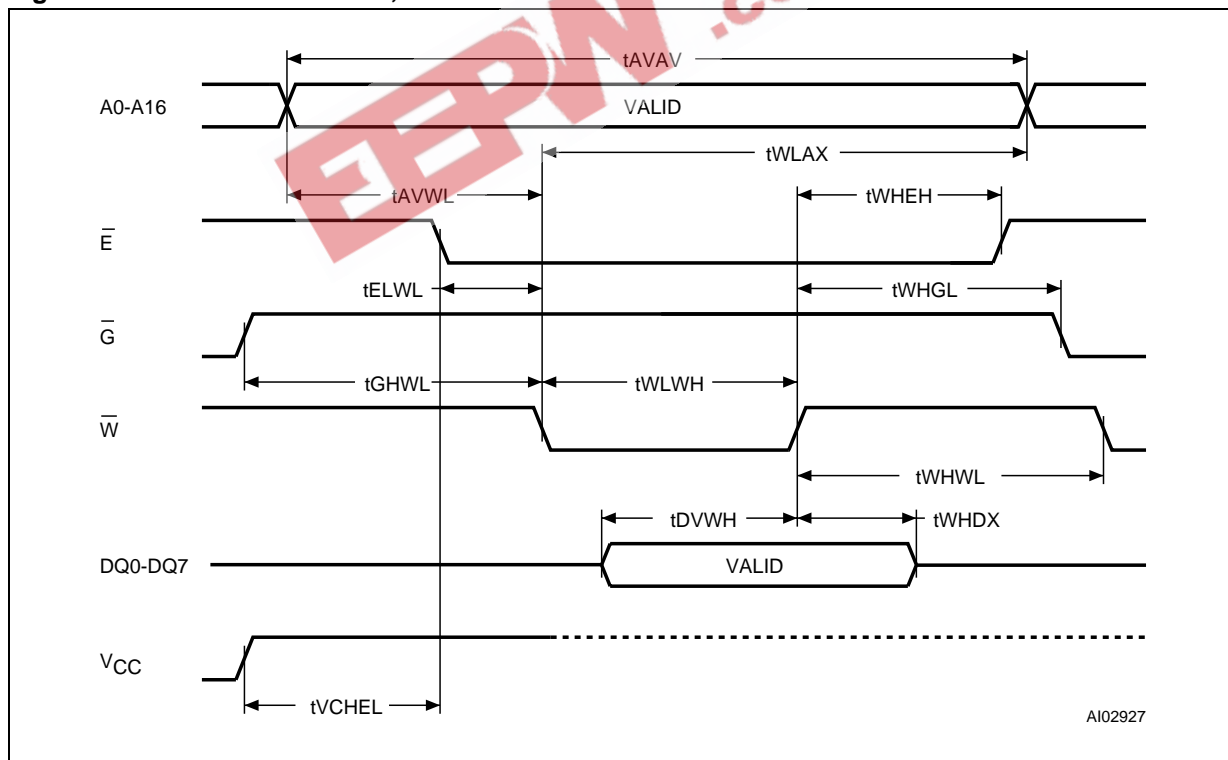 EEPW
.c
tAVAV
A0-A16
VALID
tWLAX
tAVWL
tWHEH
E
tELWL
tWHGL
G
tGHWL
tWLWH
W
tWHWL
tDVWH
tWHDX
DQ0-DQ7
VALID
VCC
tVCHEL
AI02927